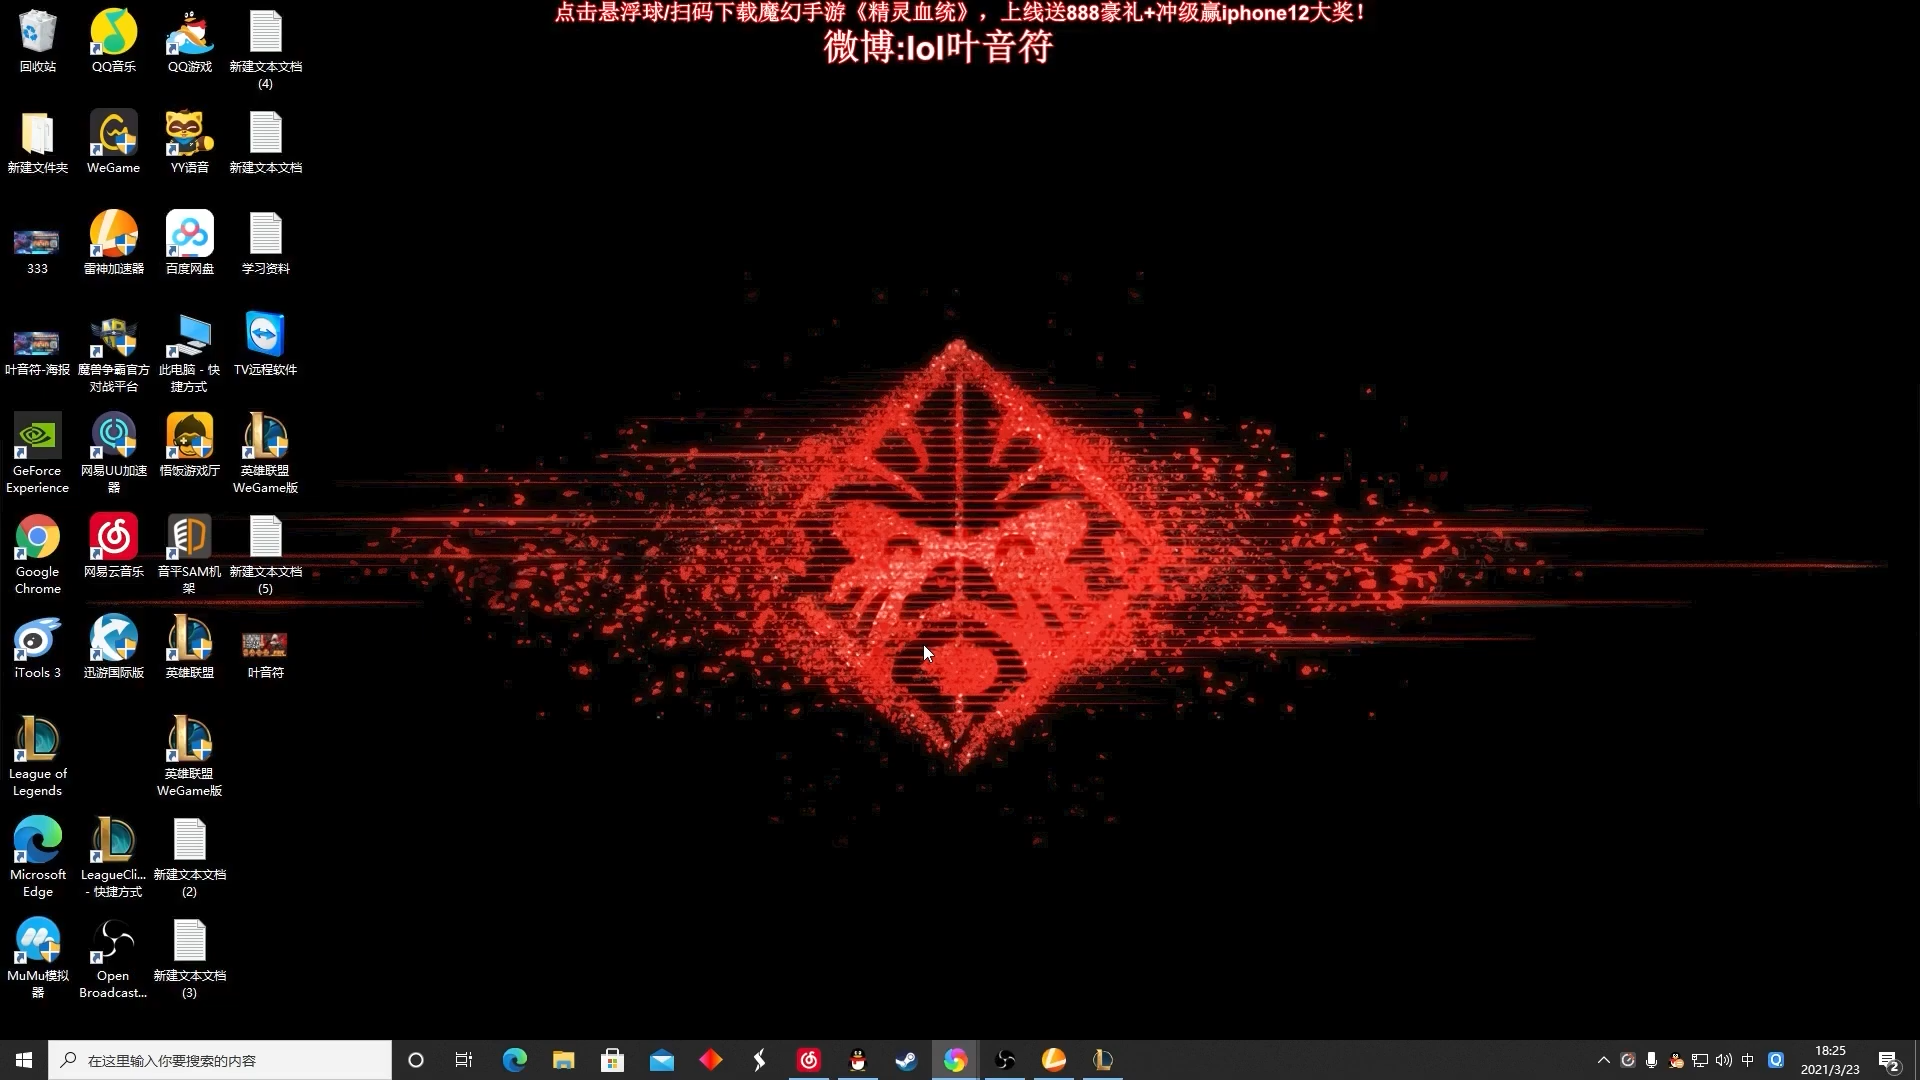 点击悬浮球/扫码下载魔幻手游《精灵血统》，上线送888豪礼+冲级赢iphone12大奖！
微博:lol叶音符
回收站
QQ音乐
QQ游戏
新建文本文档
(4)
新建文件夹
WeGame
YY语音
新建文本文档
333
雷神加速器
百度网盘
学习资料
叶音符-海报
魔兽争霸官方
对战平台
此电脑 - 快
捷方式
TV远程软件
GeForce
Experience
网易UU加速
器
悟饭游戏厅
英雄联盟
WeGame版
Google
Chrome
网易云音乐
音平SAM机
架
新建文本文档
(5)
iTools 3
迅游国际版
英雄联盟
叶音符
League of
Legends
英雄联盟
WeGame版
Microsoft
Edge
LeagueCli...
- 快捷方式
新建文本文档
(2)
MuMu模拟
器
Open
Broadcast...
新建文本文档
(3)
在这里输入你要搜索的内容
中
18:25
2021/3/23
2